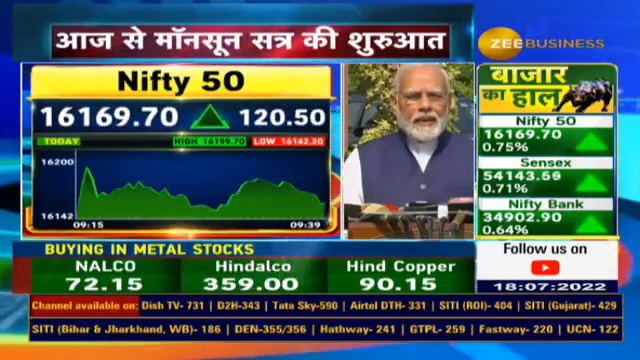 आज से मॉनसून सत्र की शुरुआत
ZEE BUSINESS
Nifty 50
16169.70 120.50
TODAY HIGH 16199.70 LOW 16142.20
16200
16142
09:15 09:39
बाजार
का हाल
Nifty 50
16169.70
0.75%
Sensex
54143.59
0.71%
Nifty Bank
34902.90
0.64%
BUYING IN METAL STOCKS
NALCO Hindalco Hind Copper
72.15 359.00 90.15
Follow us on
18:07:2022
Channel available on: Dish TV- 731 | D2H-343 | Tata Sky-590 | Airtel DTH- 331 | SITI (ROI)- 404 | SITI (Gujarat)- 429
SITI (Bihar & Jharkhand, WB)- 186 | DEN-355/356 | Hathway- 241 | GTPL- 259 | Fastway- 220 | UCN- 122